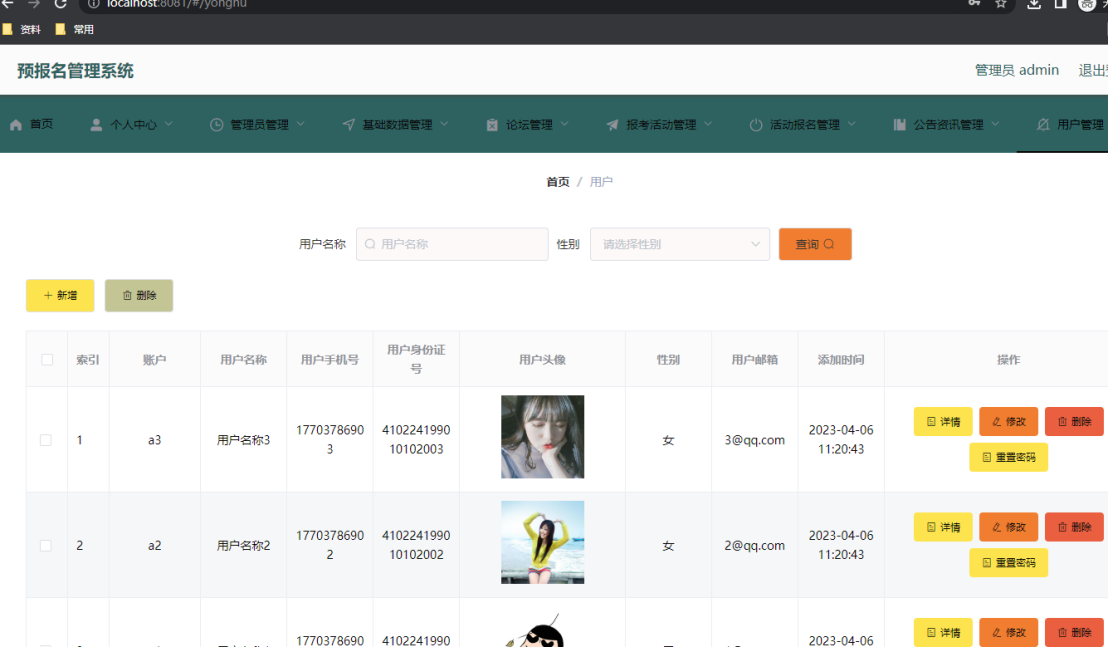 localhost:8081/#/yonghu
资料 常用
预报名管理系统 管理员 admin
首页 个人中心 管理员管理 基础数据管理 论坛管理 报考活动管理 活动报名管理 公告资讯管理 用户管理
首页 / 用户
用户名称 用户名称 性别 请选择性别 查询
+ 新增 删除
索引 账户 用户名称 用户手机号 用户身份证号 用户头像 性别 用户邮箱 添加时间 操作
1 a3 用户名称3 17703786903 410224199010102003 女 3@qq.com 2023-04-06 11:20:43 详情 修改 删除
重置密码
2 a2 用户名称2 17703786902 410224199010102002 女 2@qq.com 2023-04-06 11:20:43 详情 修改 删除
重置密码
1770378690 4102241990 2023-04-06 详情 修改 删除